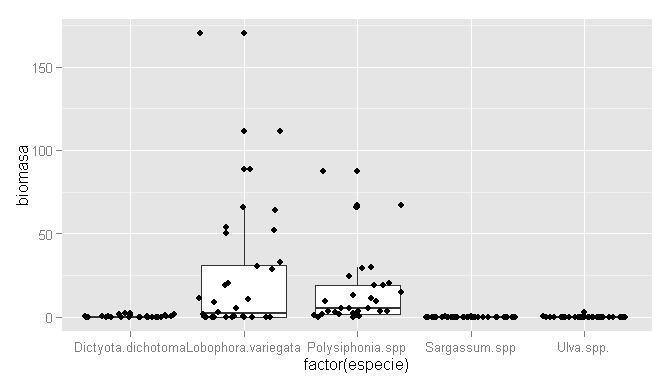 biomasa
150
100
50
0
Dictyota.dichotoma Lobophora.variegata Polysiphonia.spp Sargassum.spp Ulva.spp.
factor(especie)